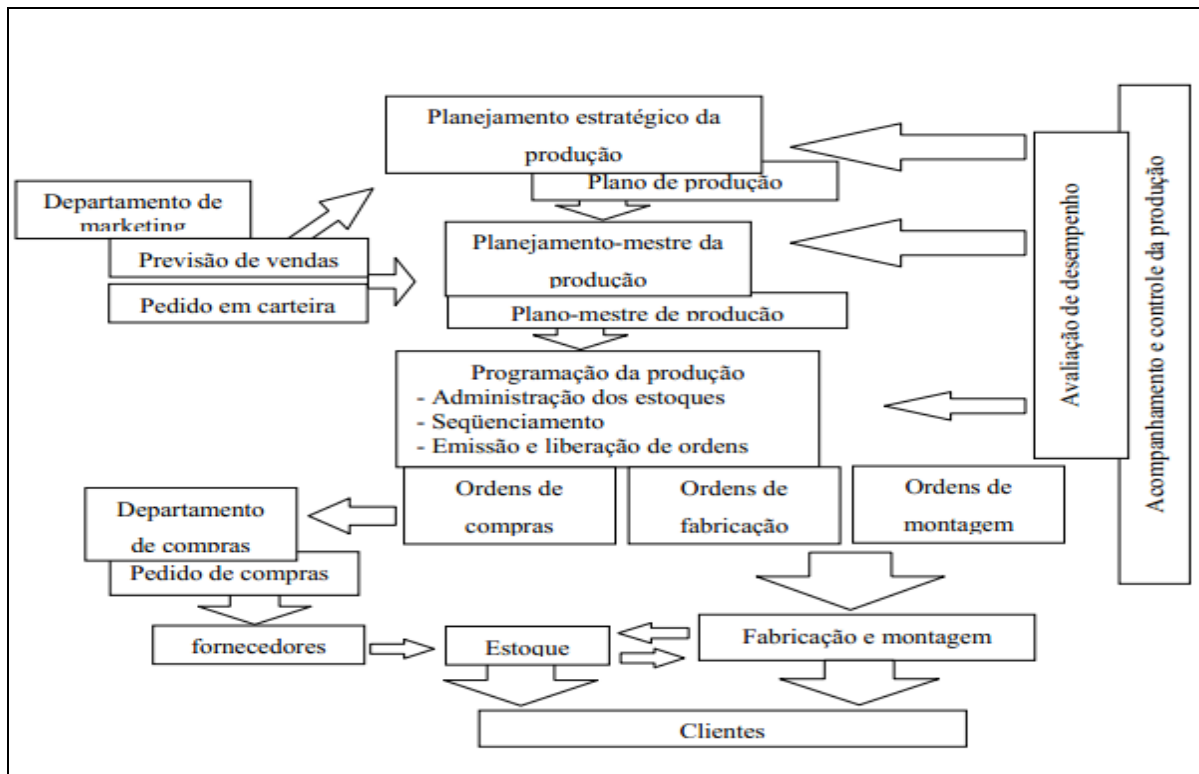 Planejamento estratégico da
produção
Plano de produção
Departamento de
marketing
Previsão de vendas
Pedido em carteira
Planejamento-mestre da
produção
Plano-mestre de produção
Programação da produção
- Administração dos estoques
- Seqüenciamento
- Emissão e liberação de ordens
Ordens de
compras
Ordens de
fabricação
Ordens de
montagem
Departamento
de compras
Pedido de compras
fornecedores
Estoque
Fabricação e montagem
Clientes
Avaliação de desempenho
Acompanhamento e controle da produção